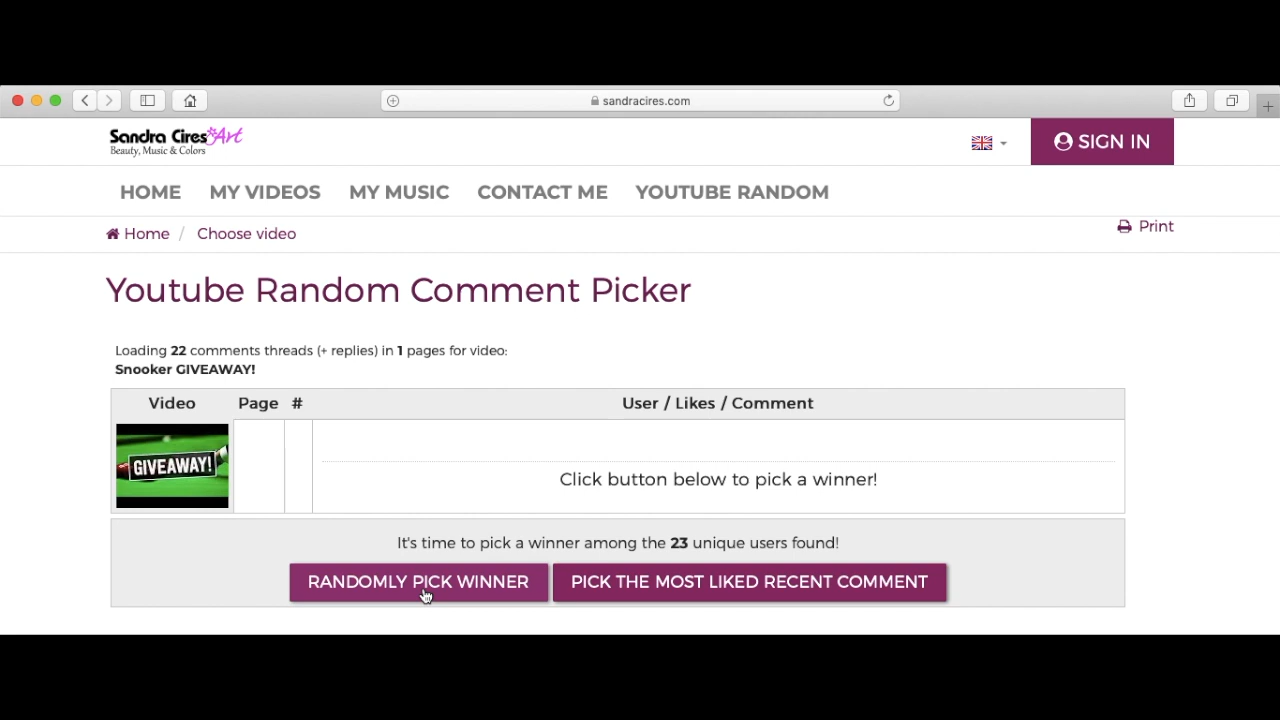 sandracires.com
Sandra Cires Art
Beauty, Music & Colors
SIGN IN
HOME MY VIDEOS MY MUSIC CONTACT ME YOUTUBE RANDOM
Home / Choose video
Print
Youtube Random Comment Picker
Loading 22 comments threads (+ replies) in 1 pages for video:
Snooker GIVEAWAY!
Video Page # User / Likes / Comment
GIVEAWAY!
Click button below to pick a winner!
It's time to pick a winner among the 23 unique users found!
RANDOMLY PICK WINNER PICK THE MOST LIKED RECENT COMMENT